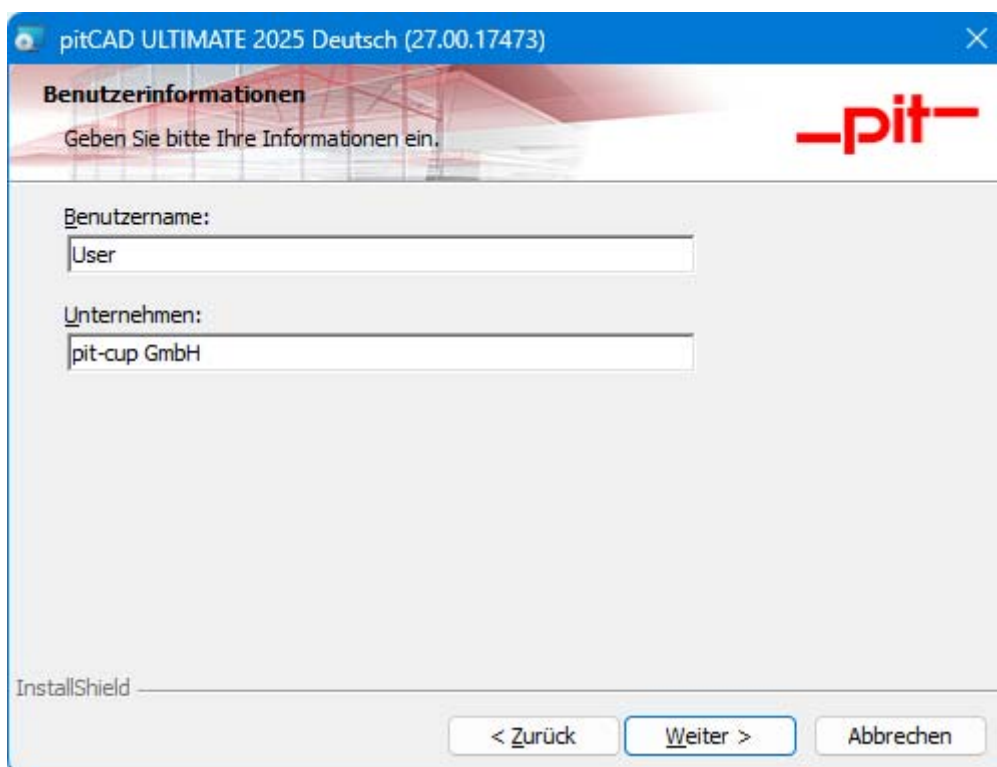 pitCAD ULTIMATE 2025 Deutsch (27.00.17473)
Benutzerinformationen
Geben Sie bitte Ihre Informationen ein.
pit
Benutzername:
User
Unternehmen:
pit-cup GmbH
InstallShield
< Zurück Weiter > Abbrechen